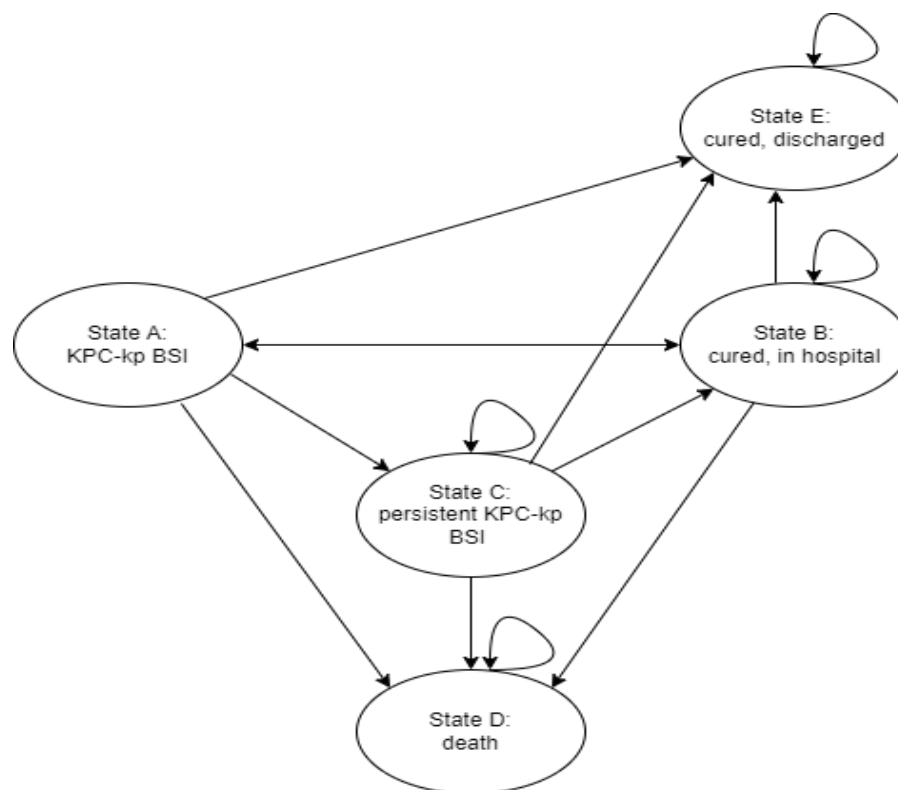 State E:
cured, discharged
State A:
KPC-kp BSI
State B:
cured, in hospital
State C:
persistent KPC-kp
BSI
State D:
death